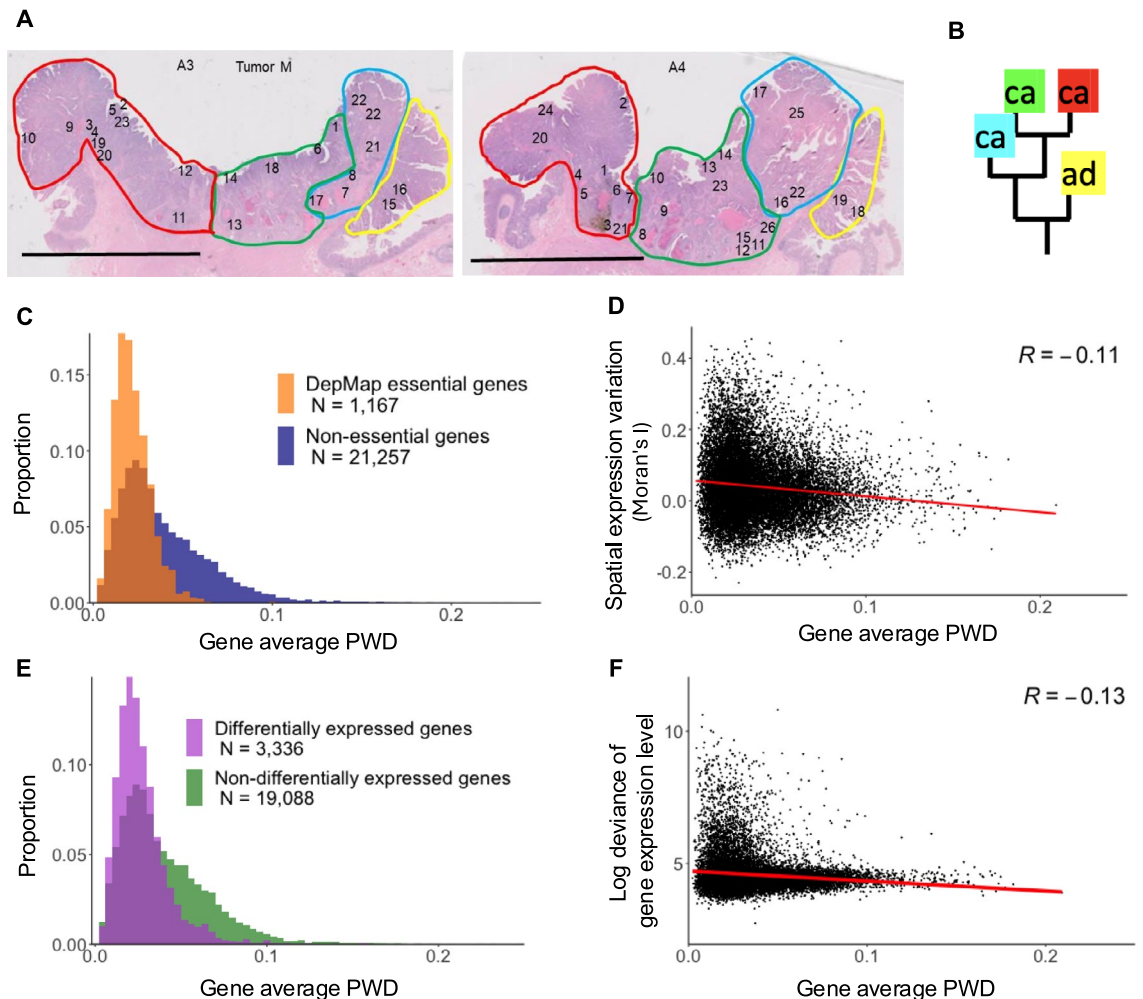 A
B
A3
Tumor M
A4
10
9
5
2
23
3
4
19
20
12
11
14
18
6
1
13
17
22
22
21
8
7
16
15
24
20
2
4
5
1
6
7
3
21
10
14
13
23
9
8
15
12
11
26
17
25
16
22
19
18
ca
ca
ca
ad
C
Proportion
0.15
0.10
0.05
0.00
0.0
0.1
0.2
DepMap essential genes
N = 1,167
Non-essential genes
N = 21,257
Gene average PWD
D
Spatial expression variation
(Moran's I)
0.4
0.2
0.0
-0.2
0.0
0.1
0.2
R = − 0.11
Gene average PWD
E
Proportion
0.10
0.05
0.00
0.0
0.1
0.2
Differentially expressed genes
N = 3,336
Non-differentially expressed genes
N = 19,088
Gene average PWD
F
Log deviance of
gene expression level
10
5
0.0
0.1
0.2
R = − 0.13
Gene average PWD